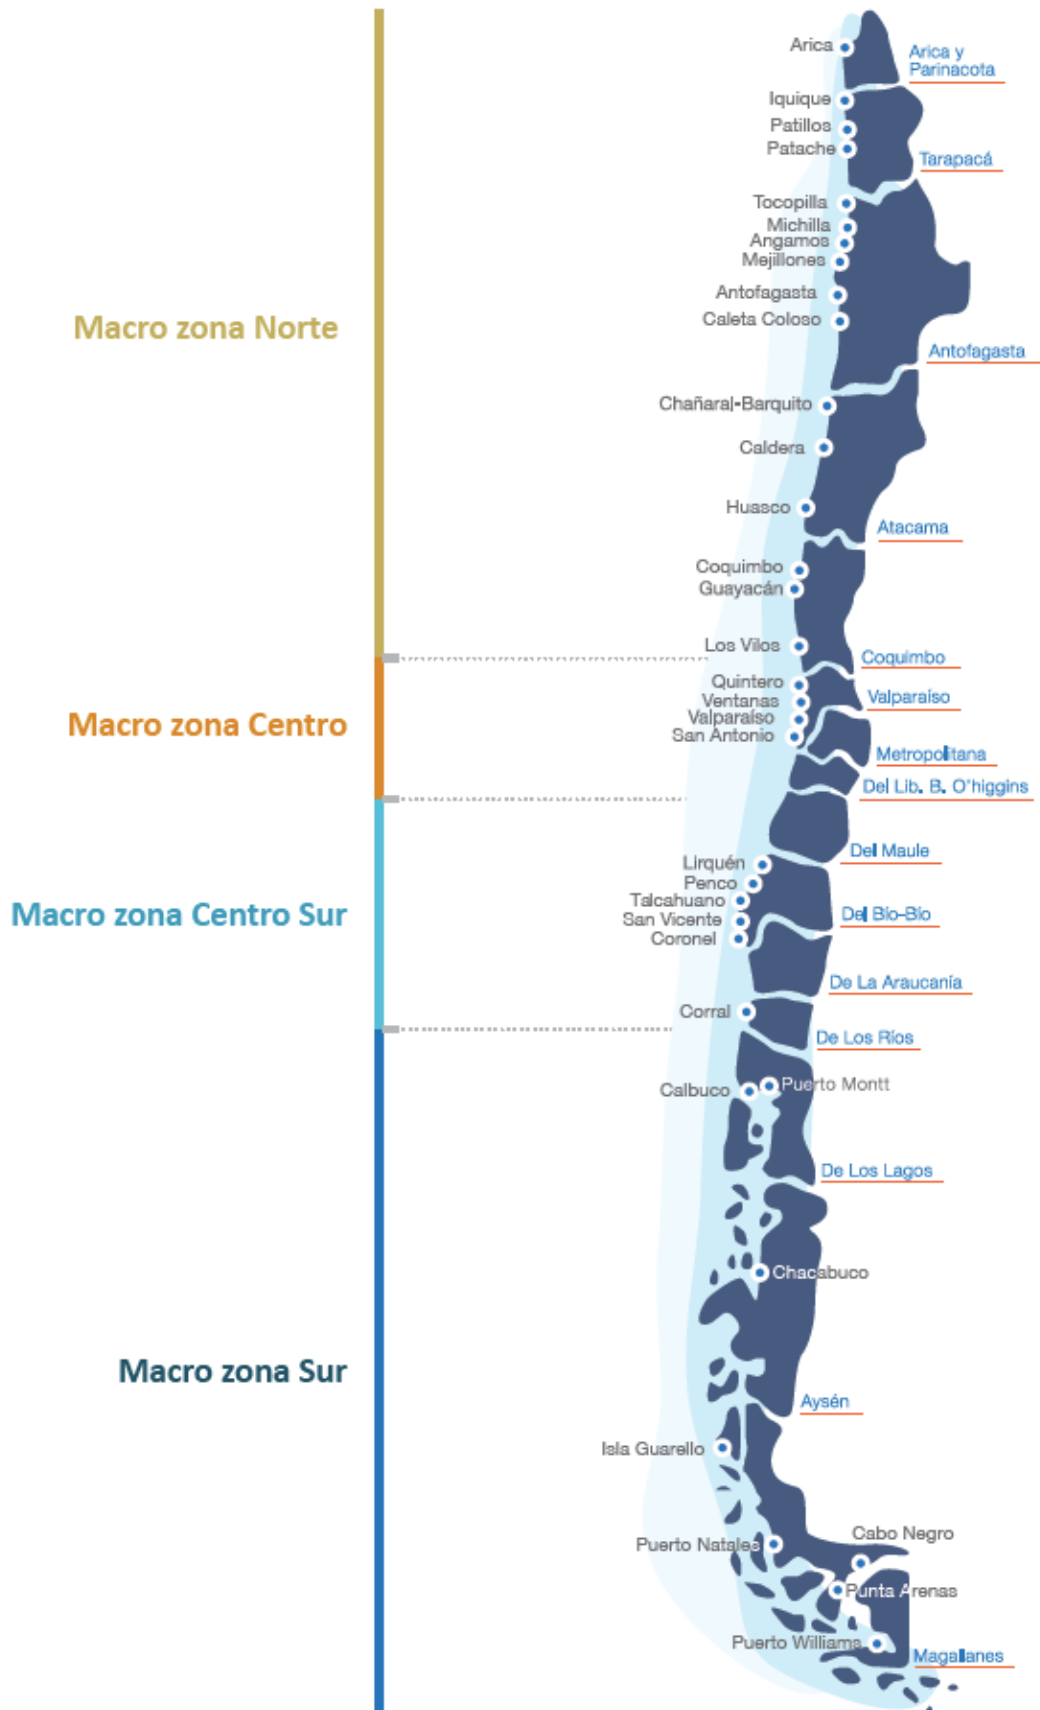 Arica
Arica y
Parinacota
Iquique
Patillos
Patache
Tarapacá
Tocopilla
Michilla
Angamos
Mejillones
Antofagasta
Caleta Coloso
Macro zona Norte
Antofagasta
Chañaral-Barquito
Caldera
Huasco
Atacama
Coquimbo
Guayacán
Los Vilos
Coquimbo
Quintero
Ventanas
Valparaíso
Valparaíso
San Antonio
Macro zona Centro
Metropolitana
Del Lib. B. O'higgins
Del Maule
Lirquén
Penco
Talcahuano
San Vicente
Coronel
Macro zona Centro Sur
Del Bío-Bío
De La Araucanía
Corral
De Los Ríos
Calbuco
Puerto Montt
De Los Lagos
Chacabuco
Macro zona Sur
Aysén
Isla Guarello
Cabo Negro
Puerto Natales
Punta Arenas
Puerto Williams
Magallanes